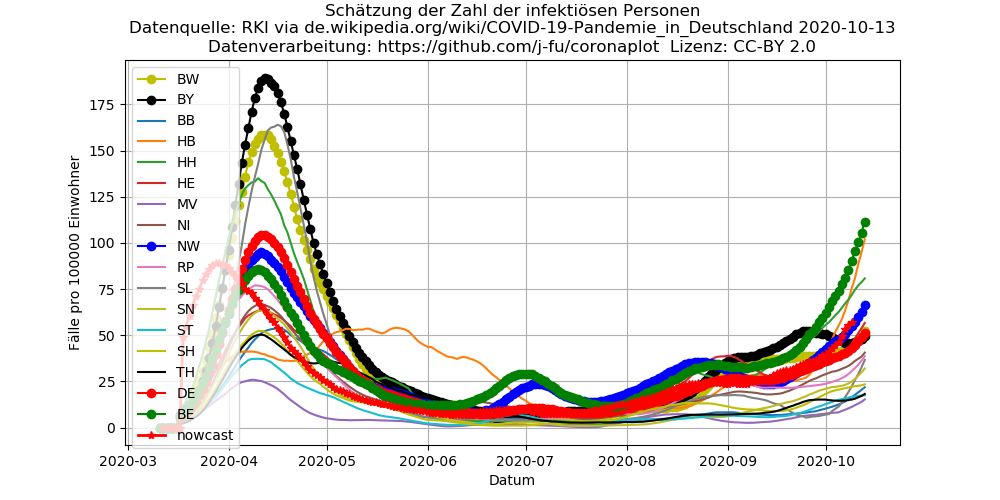 Schätzung der Zahl der infektiösen Personen
Datenquelle: RKI via de.wikipedia.org/wiki/COVID-19-Pandemie_in_Deutschland 2020-10-13
Datenverarbeitung: https://github.com/j-fu/coronaplot  Lizenz: CC-BY 2.0
Fälle pro 100000 Einwohner
175
150
125
100
75
50
25
0
BW
BY
BB
HB
HH
HE
MV
NI
NW
RP
SL
SN
ST
SH
TH
DE
BE
nowcast
2020-03 2020-04 2020-05 2020-06 2020-07 2020-08 2020-09 2020-10
Datum